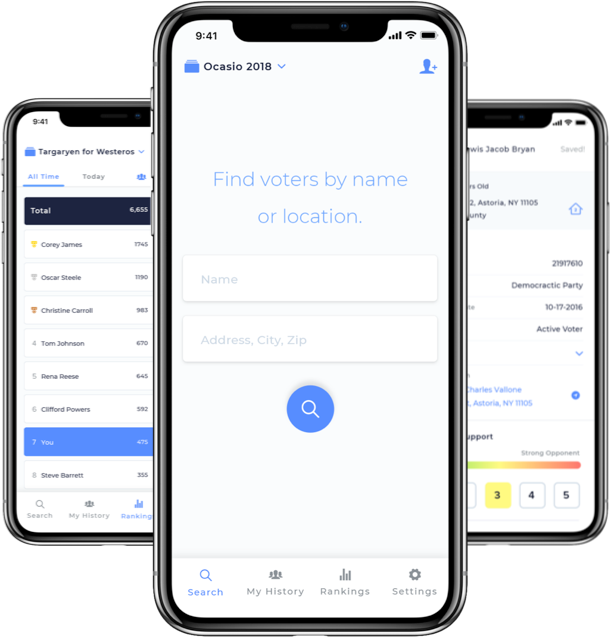 9:41
Targaryen for Westeros
All Time
Today
Total 6,655
Corey James 1745
Oscar Steele 1190
Christine Carroll 983
4 Tom Johnson 670
5 Rena Reese 645
6 Clifford Powers 592
7 You 475
8 Steve Barrett 355
Search
My History
Rankings
9:41
Ocasio 2018
Find voters by name
or location.
Name
Address, City, Zip
Search
My History
Rankings
Settings
wis Jacob Bryan
Saved!
rs Old
2, Astoria, NY 11105
unty
21917610
Democractic Party
10-17-2016
Active Voter
Charles Vallone
, Astoria, NY 11105
upport
Strong Opponent
3 4 5